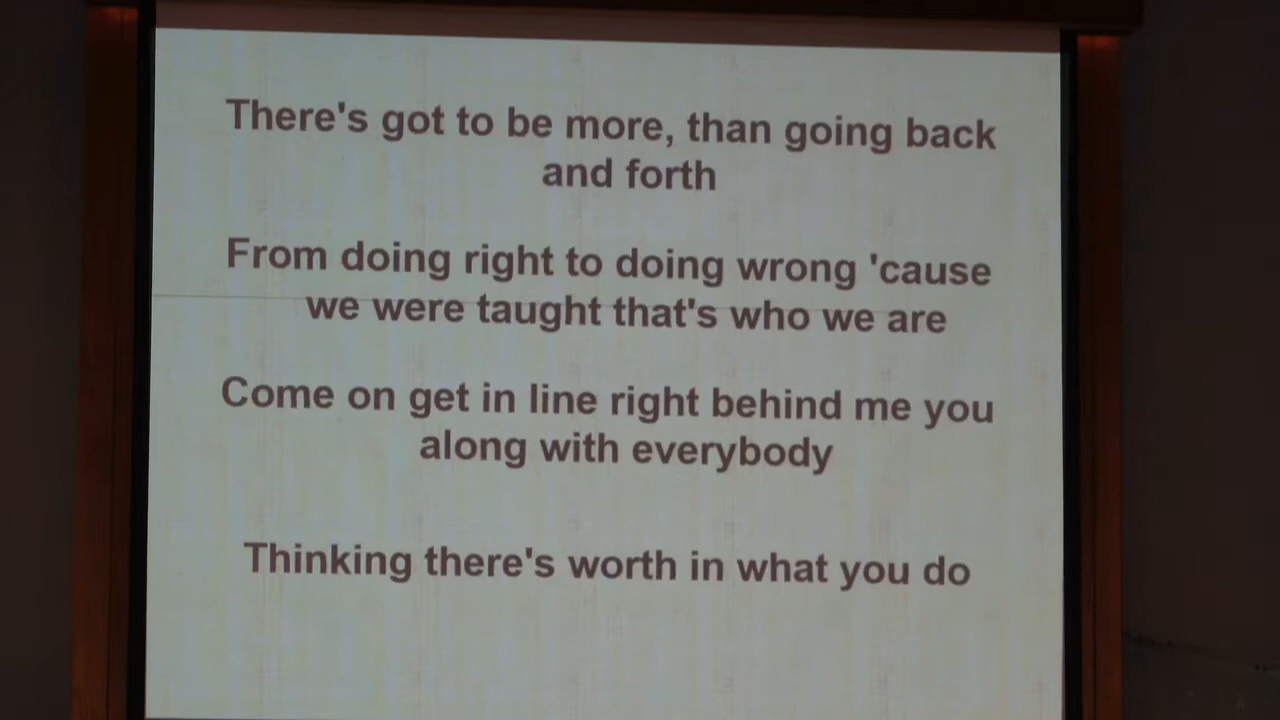 There's got to be more, than going back
and forth
From doing right to doing wrong 'cause
we were taught that's who we are
Come on get in line right behind me you
along with everybody
Thinking there's worth in what you do